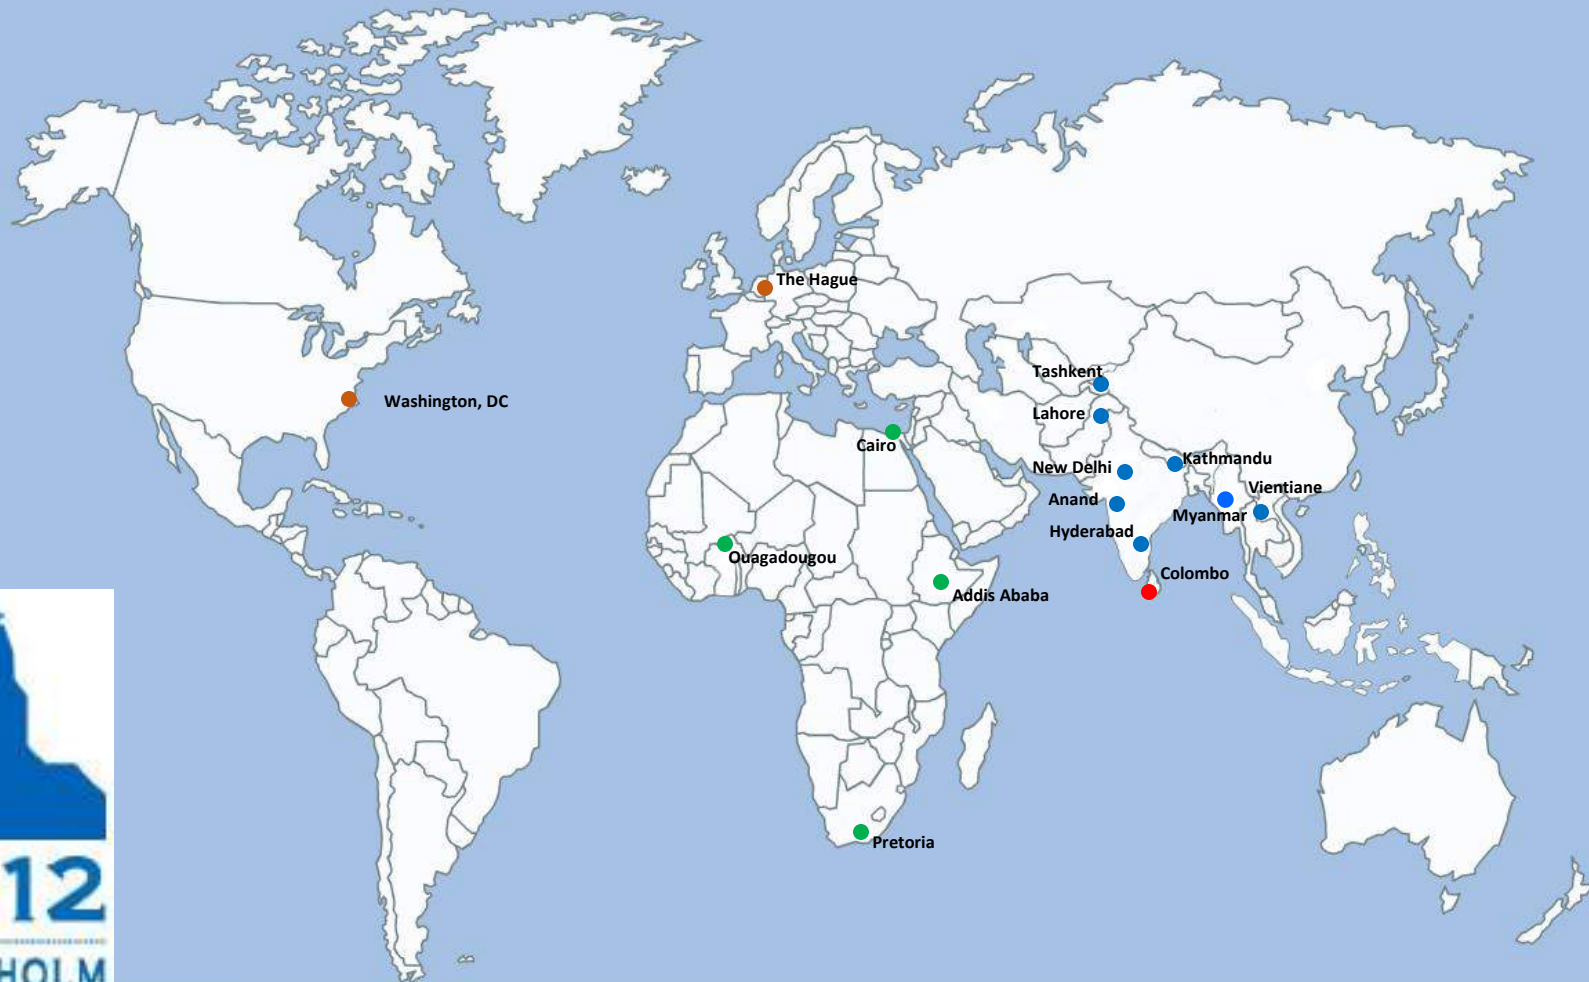 The Hague
Washington, DC
Tashkent
Lahore
Cairo
Kathmandu
New Delhi
Vientiane
Anand
Myanmar
Hyderabad
Ouagadougou
Colombo
Addis Ababa
Pretoria
12
HOLM